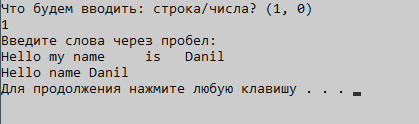 Что будем вводить: строка/числа? (1, 0)
1
Введите слова через пробел:
Hello my name     is   Danil
Hello name Danil
Для продолжения нажмите любую клавишу . . .